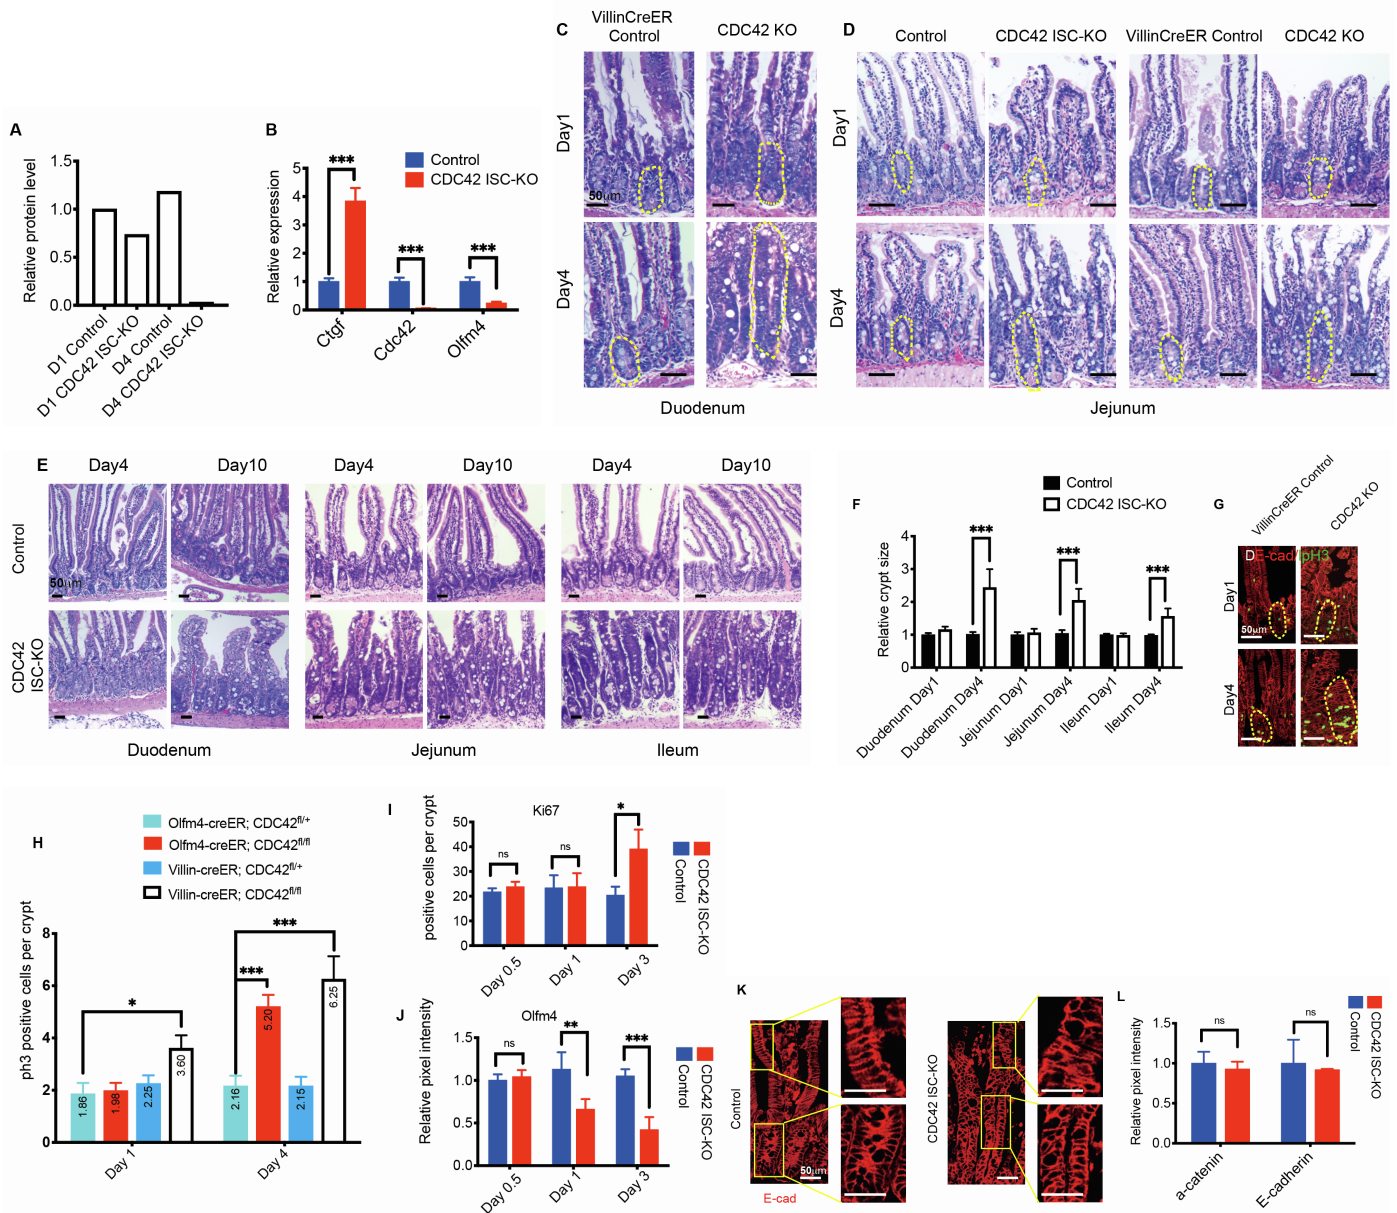 A
Relative protein level
1.5
1.0
0.5
0.0
D1 Control
D1 CDC42 ISC-KO
D4 Control
D4 CDC42 ISC-KO
B
Control
CDC42 ISC-KO
Relative expression
5
4
3
2
1
0
***
***
***
Ctgf
Cdc42
Olfm4
C
VillinCreER
Control
CDC42 KO
Day1
50μm
Day4
Duodenum
D
Control
CDC42 ISC-KO
VillinCreER Control
CDC42 KO
Day1
Day4
Jejunum
E
Day4
Day10
Day4
Day10
Day4
Day10
Control
50μm
CDC42
ISC-KO
Duodenum
Jejunum
Ileum
F
Control
CDC42 ISC-KO
Relative crypt size
4
3
2
1
0
***
***
***
Duodenum Day1
Duodenum Day4
Jejunum Day1
Jejunum Day4
Ileum Day1
Ileum Day4
G
VillinCreER Control
CDC42 KO
DE-cad/pH3
Day1
50μm
Day4
H
Olfm4-creER; CDC42fl/+
Olfm4-creER; CDC42fl/fl
Villin-creER; CDC42fl/+
Villin-creER; CDC42fl/fl
ph3 positive cells per crypt
8
6
4
2
0
*
***
***
1.86
1.98
2.25
3.60
2.16
5.20
2.15
6.25
Day 1
Day 4
I
Ki67
positive cells per crypt
50
40
30
20
10
0
ns
ns
*
Day 0.5
Day 1
Day 3
Control
CDC42 ISC-KO
J
Olfm4
Relative pixel intensity
1.5
1.0
0.5
0.0
ns
**
***
Day 0.5
Day 1
Day 3
Control
CDC42 ISC-KO
K
Control
50μm
E-cad
CDC42 ISC-KO
L
Relative pixel intensity
1.5
1.0
0.5
0.0
ns
ns
a-catenin
E-cadherin
Control
CDC42 ISC-KO